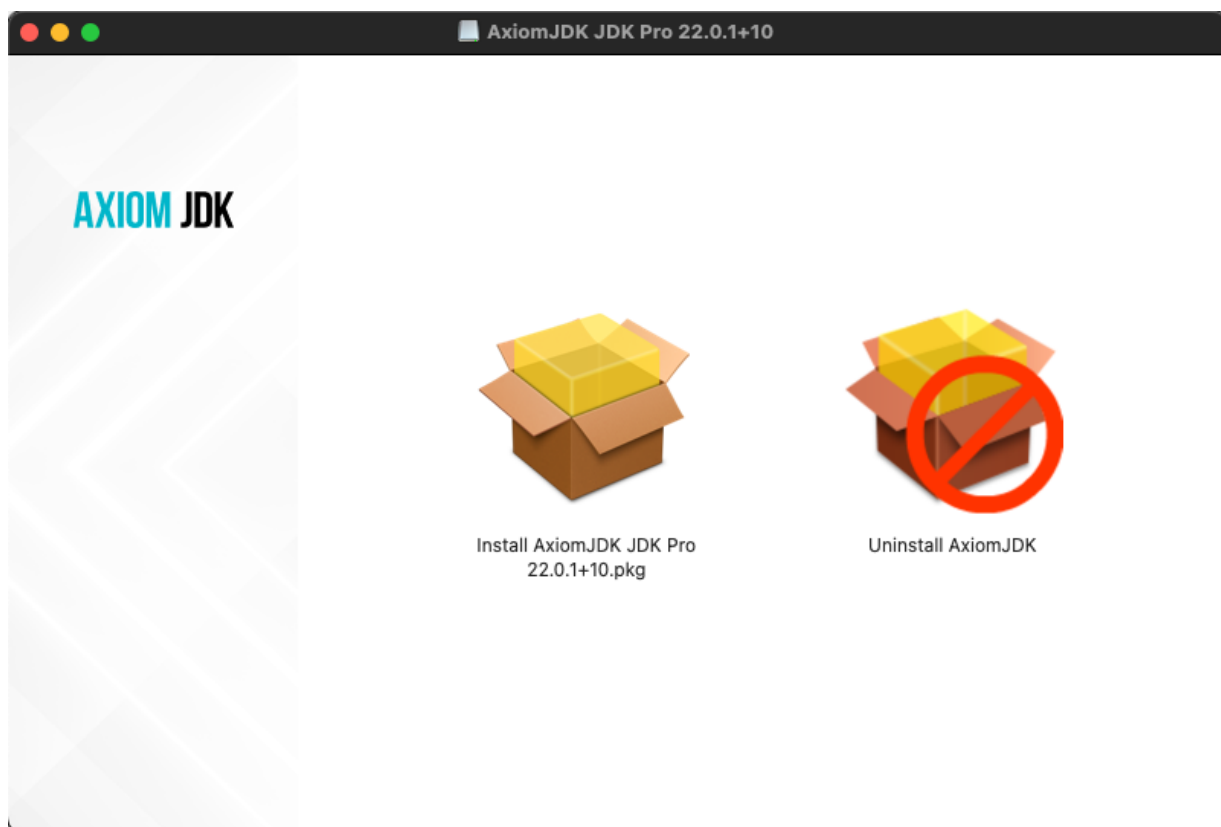 AxiomJDK JDK Pro 22.0.1+10
AXIOM JDK
Install AxiomJDK JDK Pro
22.0.1+10.pkg
Uninstall AxiomJDK